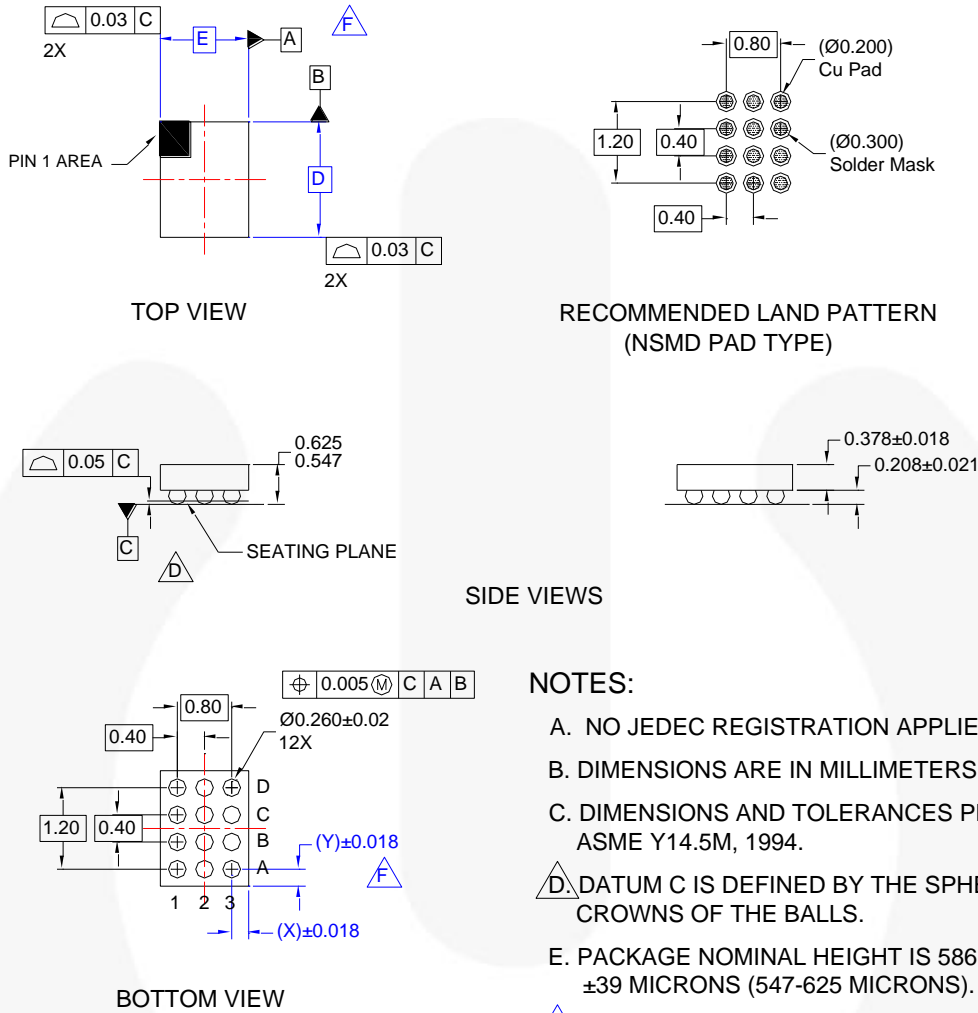 0.03 C
2X
E
A
F
B
PIN 1 AREA
D
0.03 C
2X
TOP VIEW
0.80
(Ø0.200)
Cu Pad
1.20
0.40
(Ø0.300)
Solder Mask
0.40
RECOMMENDED LAND PATTERN
(NSMD PAD TYPE)
0.05 C
0.625
0.547
C
SEATING PLANE
D
0.378±0.018
0.208±0.021
SIDE VIEWS
0.005 Ⓜ C A B
0.80
Ø0.260±0.02
12X
0.40
D
C
B
A
1.20
0.40
(Y)±0.018
F
1 2 3
(X)±0.018
BOTTOM VIEW
NOTES:
A. NO JEDEC REGISTRATION APPLIE
B. DIMENSIONS ARE IN MILLIMETERS
C. DIMENSIONS AND TOLERANCES P
ASME Y14.5M, 1994.
D. DATUM C IS DEFINED BY THE SPHE
CROWNS OF THE BALLS.
E. PACKAGE NOMINAL HEIGHT IS 586
±39 MICRONS (547-625 MICRONS).